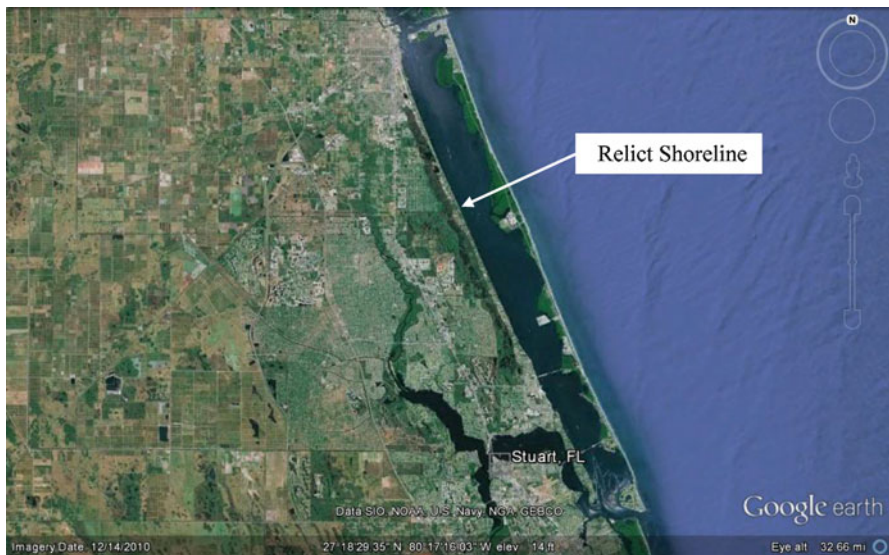 N
Relict Shoreline
Stuart, FL
Data SIO, NOAA, U.S. Navy, NGA, GEBCO
Google earth
Imagery Date: 12/14/2010 27°18'29.35" N 80°17'16.03" W elev 14 ft Eye alt 32.66 mi